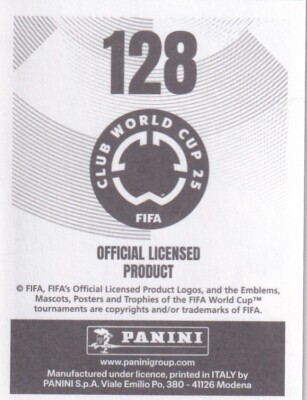 128
CLUB WORLD CUP 25
FIFA
OFFICIAL LICENSED
PRODUCT
© FIFA, FIFA's Official Licensed Product Logos, and the Emblems,
Mascots, Posters and Trophies of the FIFA World Cup™
tournaments are copyrights and/or trademarks of FIFA.
PANINI
www.paninigroup.com
Manufactured under licence, printed in ITALY by
PANINI S.p.A. Viale Emilio Po, 380 - 41126 Modena